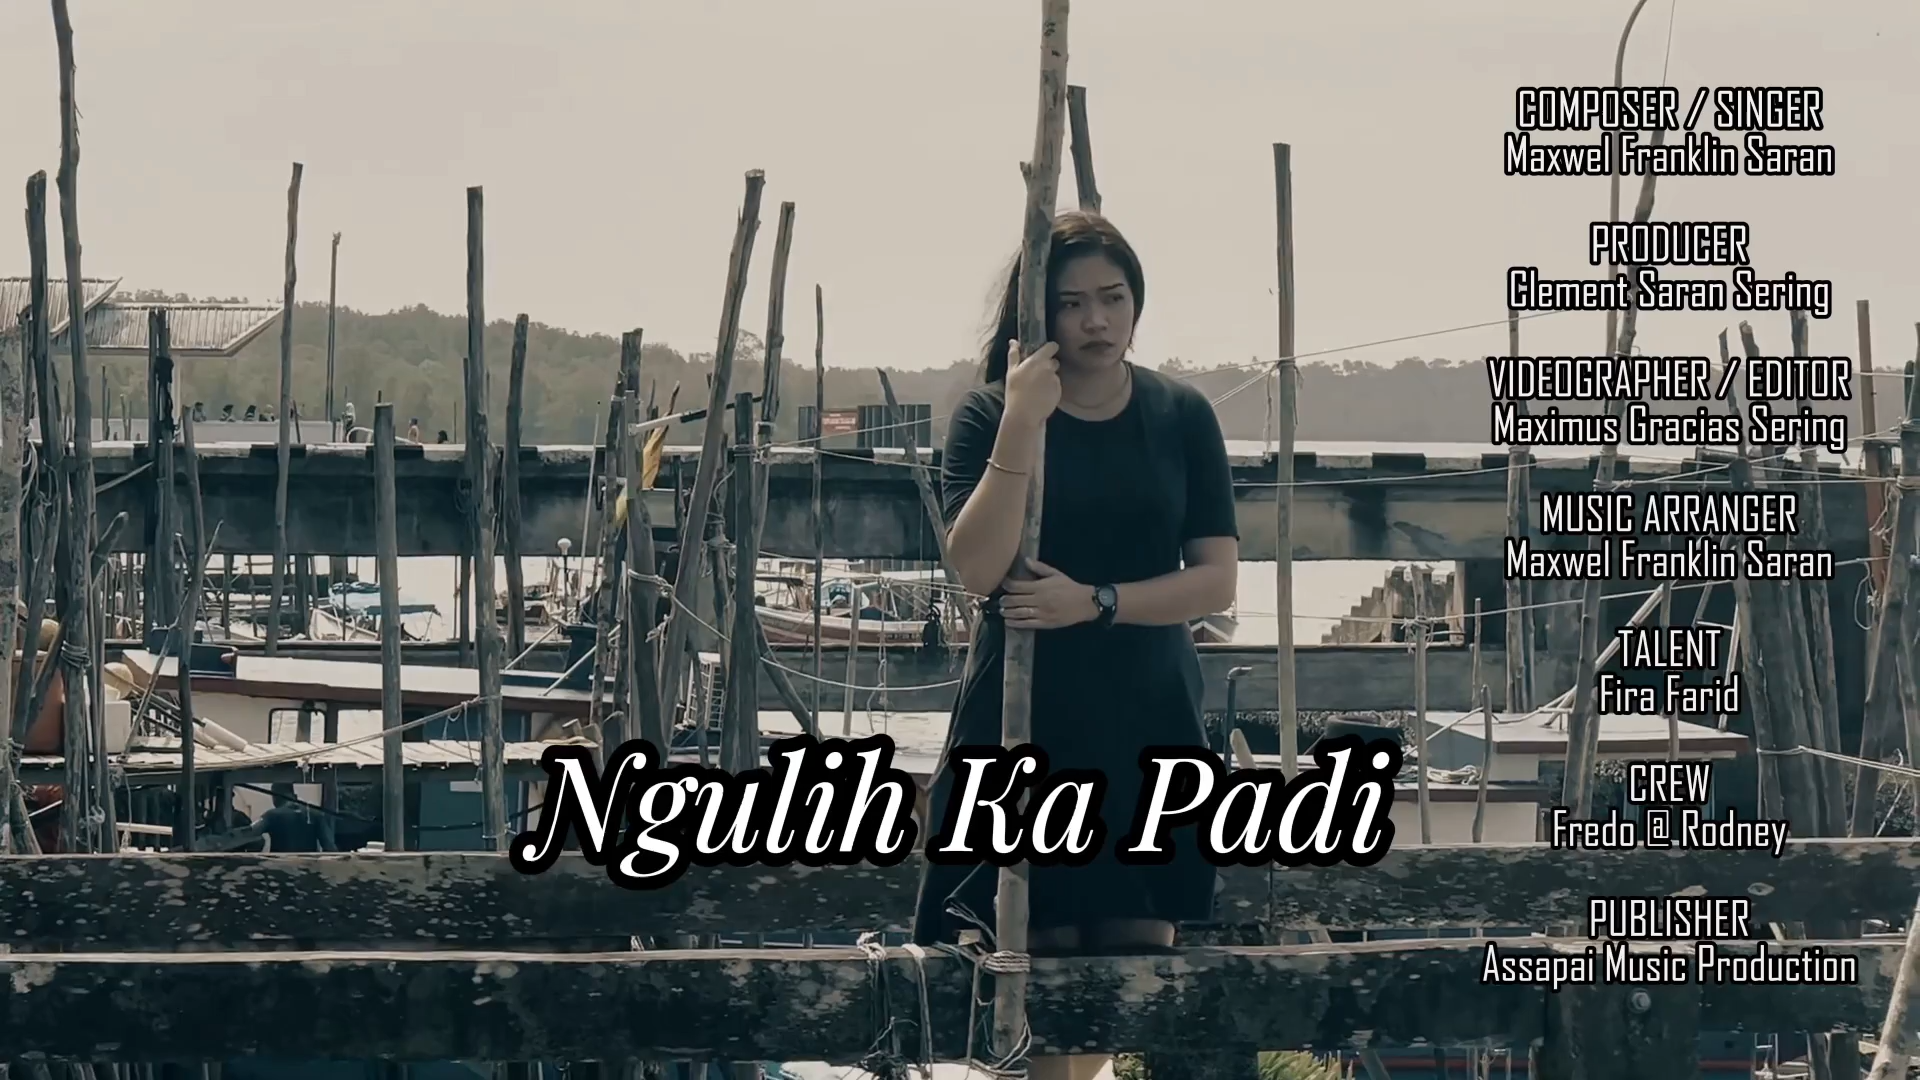 COMPOSER / SINGER
Maxwel Franklin Saran
PRODUCER
Clement Saran Sering
VIDEOGRAPHER / EDITOR
Maximus Gracias Sering
MUSIC ARRANGER
Maxwel Franklin Saran
TALENT
Fira Farid
CREW
Fredo @ Rodney
PUBLISHER
Assapai Music Production
Ngulih Ka Padi